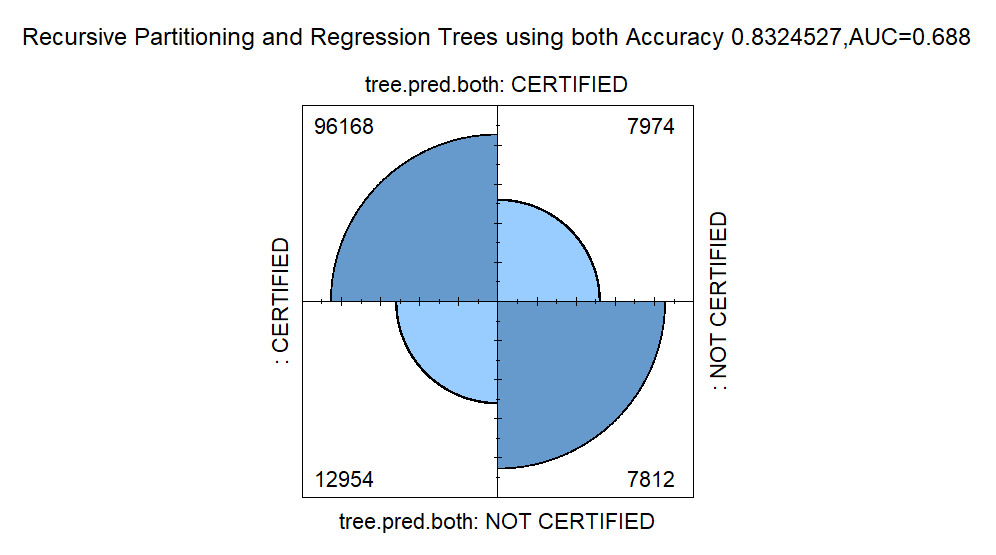 Recursive Partitioning and Regression Trees using both Accuracy 0.8324527,AUC=0.688
tree.pred.both: CERTIFIED
96168
7974
: CERTIFIED
: NOT CERTIFIED
12954
7812
tree.pred.both: NOT CERTIFIED